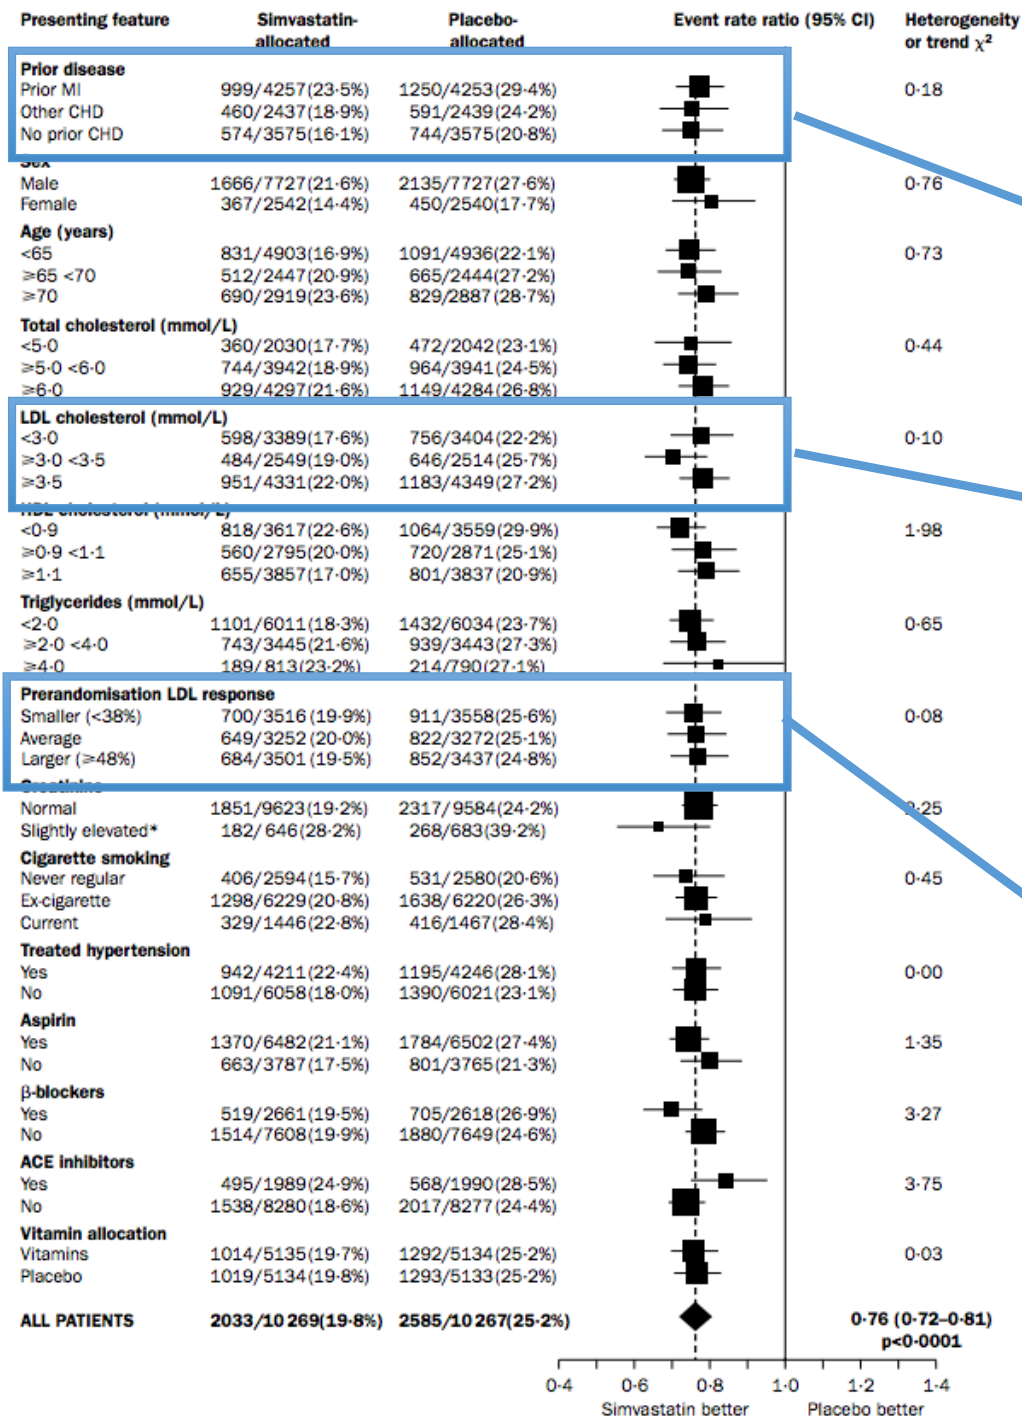 Presenting feature Simvastatin-allocated Placebo-allocated Event rate ratio (95% CI) Heterogeneity or trend χ²
Prior disease
Prior MI 999/4257(23·5%) 1250/4253(29·4%) 0·18
Other CHD 460/2437(18·9%) 591/2439(24·2%)
No prior CHD 574/3575(16·1%) 744/3575(20·8%)
Sex
Male 1666/7727(21·6%) 2135/7727(27·6%) 0·76
Female 367/2542(14·4%) 450/2540(17·7%)
Age (years)
<65 831/4903(16·9%) 1091/4936(22·1%) 0·73
⩾65 <70 512/2447(20·9%) 665/2444(27·2%)
⩾70 690/2919(23·6%) 829/2887(28·7%)
Total cholesterol (mmol/L)
<5·0 360/2030(17·7%) 472/2042(23·1%) 0·44
⩾5·0 <6·0 744/3942(18·9%) 964/3941(24·5%)
⩾6·0 929/4297(21·6%) 1149/4284(26·8%)
LDL cholesterol (mmol/L)
<3·0 598/3389(17·6%) 756/3404(22·2%) 0·10
⩾3·0 <3·5 484/2549(19·0%) 646/2514(25·7%)
⩾3·5 951/4331(22·0%) 1183/4349(27·2%)
HDL cholesterol (mmol/L)
<0·9 818/3617(22·6%) 1064/3559(29·9%) 1·98
⩾0·9 <1·1 560/2795(20·0%) 720/2871(25·1%)
⩾1·1 655/3857(17·0%) 801/3837(20·9%)
Triglycerides (mmol/L)
<2·0 1101/6011(18·3%) 1432/6034(23·7%) 0·65
⩾2·0 <4·0 743/3445(21·6%) 939/3443(27·3%)
⩾4·0 189/813(23·2%) 214/790(27·1%)
Prerandomisation LDL response
Smaller (<38%) 700/3516(19·9%) 911/3558(25·6%) 0·08
Average 649/3252(20·0%) 822/3272(25·1%)
Larger (⩾48%) 684/3501(19·5%) 852/3437(24·8%)
Creatinine
Normal 1851/9623(19·2%) 2317/9584(24·2%) ·25
Slightly elevated* 182/646(28·2%) 268/683(39·2%)
Cigarette smoking
Never regular 406/2594(15·7%) 531/2580(20·6%) 0·45
Ex-cigarette 1298/6229(20·8%) 1638/6220(26·3%)
Current 329/1446(22·8%) 416/1467(28·4%)
Treated hypertension
Yes 942/4211(22·4%) 1195/4246(28·1%) 0·00
No 1091/6058(18·0%) 1390/6021(23·1%)
Aspirin
Yes 1370/6482(21·1%) 1784/6502(27·4%) 1·35
No 663/3787(17·5%) 801/3765(21·3%)
β-blockers
Yes 519/2661(19·5%) 705/2618(26·9%) 3·27
No 1514/7608(19·9%) 1880/7649(24·6%)
ACE inhibitors
Yes 495/1989(24·9%) 568/1990(28·5%) 3·75
No 1538/8280(18·6%) 2017/8277(24·4%)
Vitamin allocation
Vitamins 1014/5135(19·7%) 1292/5134(25·2%) 0·03
Placebo 1019/5134(19·8%) 1293/5133(25·2%)
ALL PATIENTS 2033/10 269(19·8%) 2585/10 267(25·2%) 0·76 (0·72–0·81)
p<0·0001
0·4 0·6 0·8 1·0 1·2 1·4
Simvastatin better Placebo better